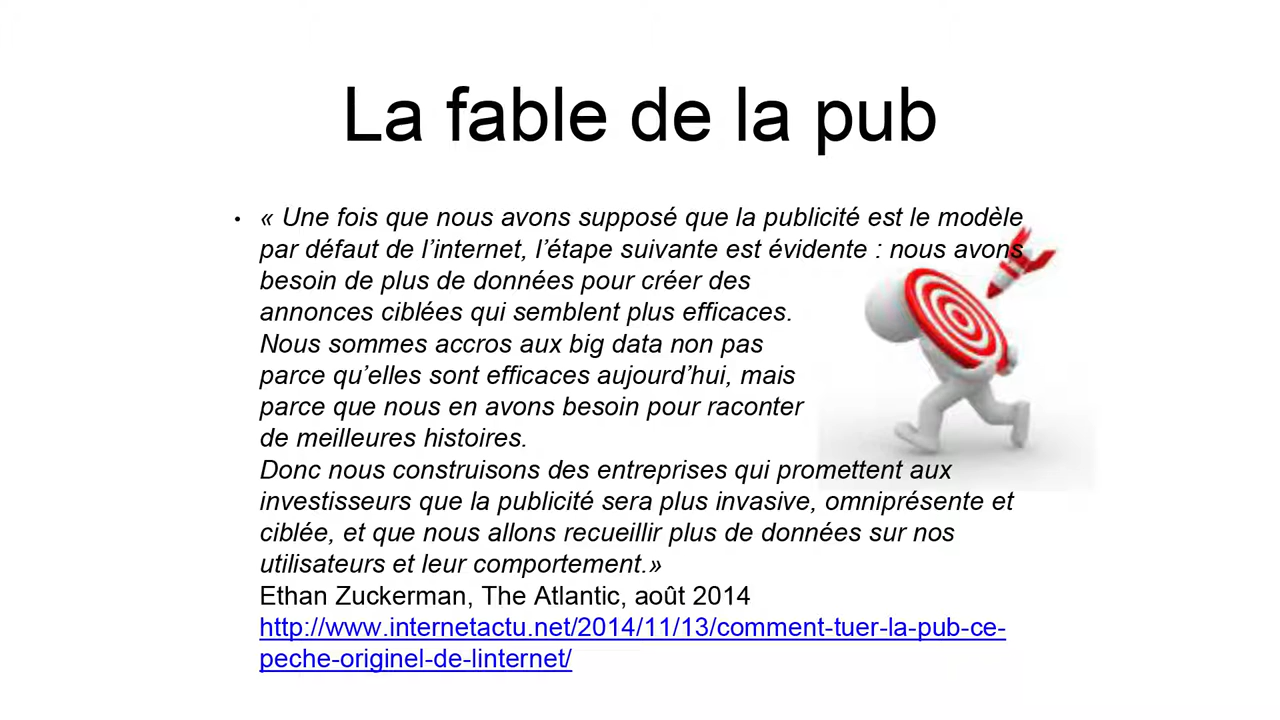 La fable de la pub
• « Une fois que nous avons supposé que la publicité est le modèle
par défaut de l’internet, l’étape suivante est évidente : nous avons
besoin de plus de données pour créer des
annonces ciblées qui semblent plus efficaces.
Nous sommes accros aux big data non pas
parce qu’elles sont efficaces aujourd’hui, mais
parce que nous en avons besoin pour raconter
de meilleures histoires.
Donc nous construisons des entreprises qui promettent aux
investisseurs que la publicité sera plus invasive, omniprésente et
ciblée, et que nous allons recueillir plus de données sur nos
utilisateurs et leur comportement.»
Ethan Zuckerman, The Atlantic, août 2014
http://www.internetactu.net/2014/11/13/comment-tuer-la-pub-ce-
peche-originel-de-linternet/